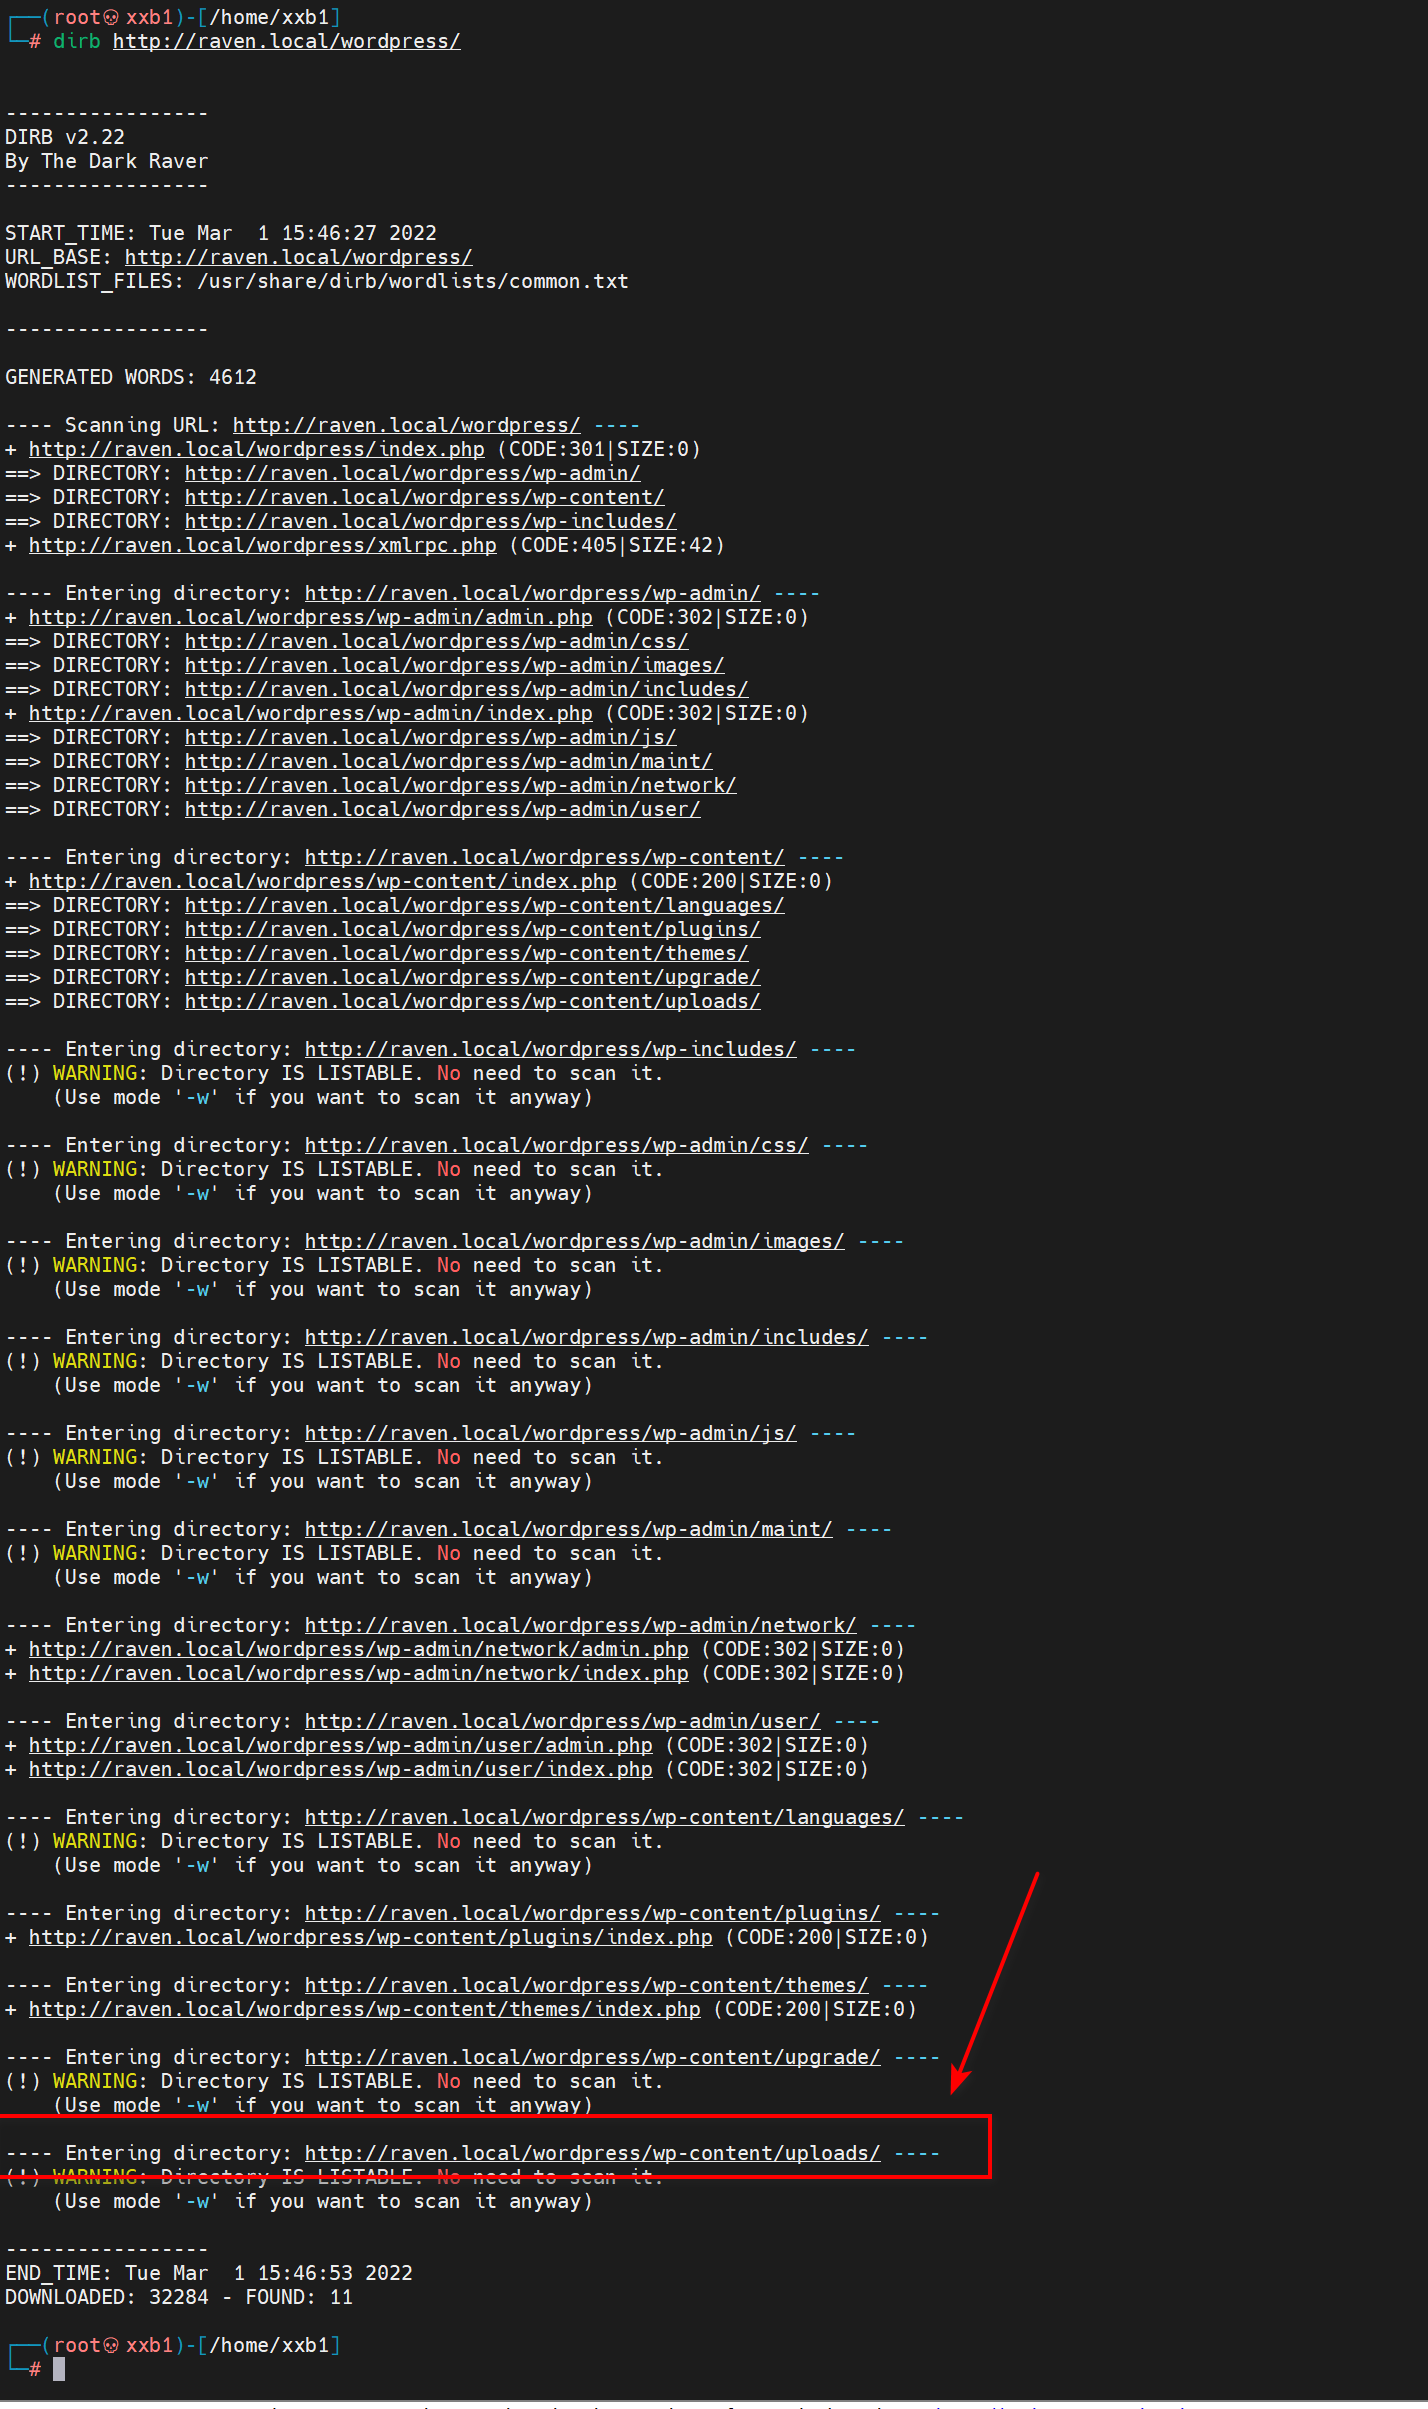 ┌──(root💀xxb1)-[/home/xxb1]
└─# dirb http://raven.local/wordpress/
-----------------
DIRB v2.22
By The Dark Raver
-----------------
START_TIME: Tue Mar  1 15:46:27 2022
URL_BASE: http://raven.local/wordpress/
WORDLIST_FILES: /usr/share/dirb/wordlists/common.txt
-----------------
GENERATED WORDS: 4612
---- Scanning URL: http://raven.local/wordpress/ ----
+ http://raven.local/wordpress/index.php (CODE:301|SIZE:0)
==> DIRECTORY: http://raven.local/wordpress/wp-admin/
==> DIRECTORY: http://raven.local/wordpress/wp-content/
==> DIRECTORY: http://raven.local/wordpress/wp-includes/
+ http://raven.local/wordpress/xmlrpc.php (CODE:405|SIZE:42)
---- Entering directory: http://raven.local/wordpress/wp-admin/ ----
+ http://raven.local/wordpress/wp-admin/admin.php (CODE:302|SIZE:0)
==> DIRECTORY: http://raven.local/wordpress/wp-admin/css/
==> DIRECTORY: http://raven.local/wordpress/wp-admin/images/
==> DIRECTORY: http://raven.local/wordpress/wp-admin/includes/
+ http://raven.local/wordpress/wp-admin/index.php (CODE:302|SIZE:0)
==> DIRECTORY: http://raven.local/wordpress/wp-admin/js/
==> DIRECTORY: http://raven.local/wordpress/wp-admin/maint/
==> DIRECTORY: http://raven.local/wordpress/wp-admin/network/
==> DIRECTORY: http://raven.local/wordpress/wp-admin/user/
---- Entering directory: http://raven.local/wordpress/wp-content/ ----
+ http://raven.local/wordpress/wp-content/index.php (CODE:200|SIZE:0)
==> DIRECTORY: http://raven.local/wordpress/wp-content/languages/
==> DIRECTORY: http://raven.local/wordpress/wp-content/plugins/
==> DIRECTORY: http://raven.local/wordpress/wp-content/themes/
==> DIRECTORY: http://raven.local/wordpress/wp-content/upgrade/
==> DIRECTORY: http://raven.local/wordpress/wp-content/uploads/
---- Entering directory: http://raven.local/wordpress/wp-includes/ ----
(!) WARNING: Directory IS LISTABLE. No need to scan it.
    (Use mode '-w' if you want to scan it anyway)
---- Entering directory: http://raven.local/wordpress/wp-admin/css/ ----
(!) WARNING: Directory IS LISTABLE. No need to scan it.
    (Use mode '-w' if you want to scan it anyway)
---- Entering directory: http://raven.local/wordpress/wp-admin/images/ ----
(!) WARNING: Directory IS LISTABLE. No need to scan it.
    (Use mode '-w' if you want to scan it anyway)
---- Entering directory: http://raven.local/wordpress/wp-admin/includes/ ----
(!) WARNING: Directory IS LISTABLE. No need to scan it.
    (Use mode '-w' if you want to scan it anyway)
---- Entering directory: http://raven.local/wordpress/wp-admin/js/ ----
(!) WARNING: Directory IS LISTABLE. No need to scan it.
    (Use mode '-w' if you want to scan it anyway)
---- Entering directory: http://raven.local/wordpress/wp-admin/maint/ ----
(!) WARNING: Directory IS LISTABLE. No need to scan it.
    (Use mode '-w' if you want to scan it anyway)
---- Entering directory: http://raven.local/wordpress/wp-admin/network/ ----
+ http://raven.local/wordpress/wp-admin/network/admin.php (CODE:302|SIZE:0)
+ http://raven.local/wordpress/wp-admin/network/index.php (CODE:302|SIZE:0)
---- Entering directory: http://raven.local/wordpress/wp-admin/user/ ----
+ http://raven.local/wordpress/wp-admin/user/admin.php (CODE:302|SIZE:0)
+ http://raven.local/wordpress/wp-admin/user/index.php (CODE:302|SIZE:0)
---- Entering directory: http://raven.local/wordpress/wp-content/languages/ ----
(!) WARNING: Directory IS LISTABLE. No need to scan it.
    (Use mode '-w' if you want to scan it anyway)
---- Entering directory: http://raven.local/wordpress/wp-content/plugins/ ----
+ http://raven.local/wordpress/wp-content/plugins/index.php (CODE:200|SIZE:0)
---- Entering directory: http://raven.local/wordpress/wp-content/themes/ ----
+ http://raven.local/wordpress/wp-content/themes/index.php (CODE:200|SIZE:0)
---- Entering directory: http://raven.local/wordpress/wp-content/upgrade/ ----
(!) WARNING: Directory IS LISTABLE. No need to scan it.
    (Use mode '-w' if you want to scan it anyway)
---- Entering directory: http://raven.local/wordpress/wp-content/uploads/ ----
(!) WARNING: Directory IS LISTABLE. No need to scan it.
    (Use mode '-w' if you want to scan it anyway)
-----------------
END_TIME: Tue Mar  1 15:46:53 2022
DOWNLOADED: 32284 - FOUND: 11
┌──(root💀xxb1)-[/home/xxb1]
└─#